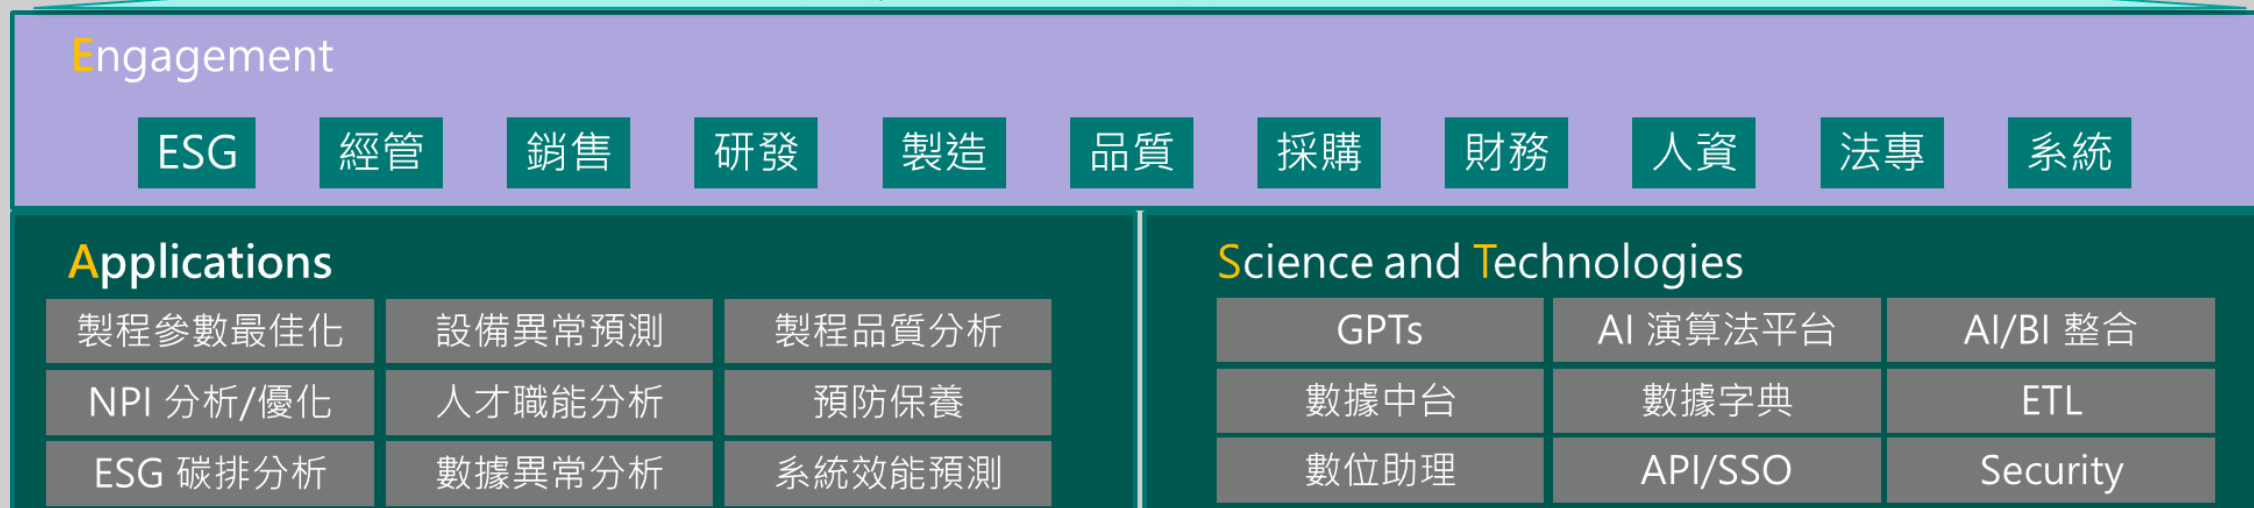 Engagement
ESG 經管 銷售 研發 製造 品質 採購 財務 人資 法專 系統
Applications
製程參數最佳化 設備異常預測 製程品質分析
NPI 分析/優化 人才職能分析 預防保養
ESG 碳排分析 數據異常分析 系統效能預測
Science and Technologies
GPTs AI 演算法平台 AI/BI 整合
數據中台 數據字典 ETL
數位助理 API/SSO Security